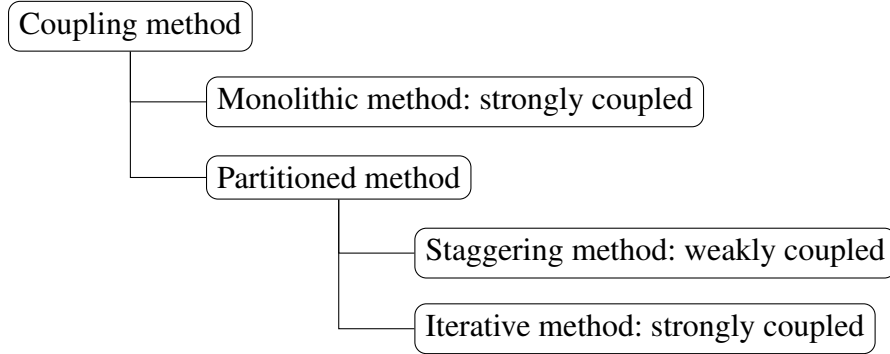 Coupling method
Monolithic method: strongly coupled
Partitioned method
Staggering method: weakly coupled
Iterative method: strongly coupled